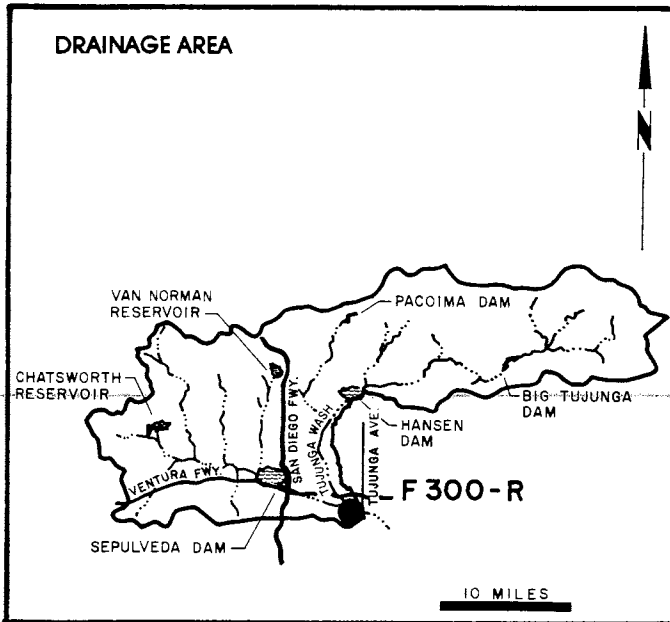 DRAINAGE AREA
N
VAN NORMAN
RESERVOIR
PACOIMA DAM
CHATSWORTH
RESERVOIR
BIG TUJUNGA
DAM
HANSEN
DAM
SAN DIEGO FWY.
TUJUNGA WASH
TUJUNGA AVE.
VENTURA FWY.
F 300-R
SEPULVEDA DAM
10 MILES